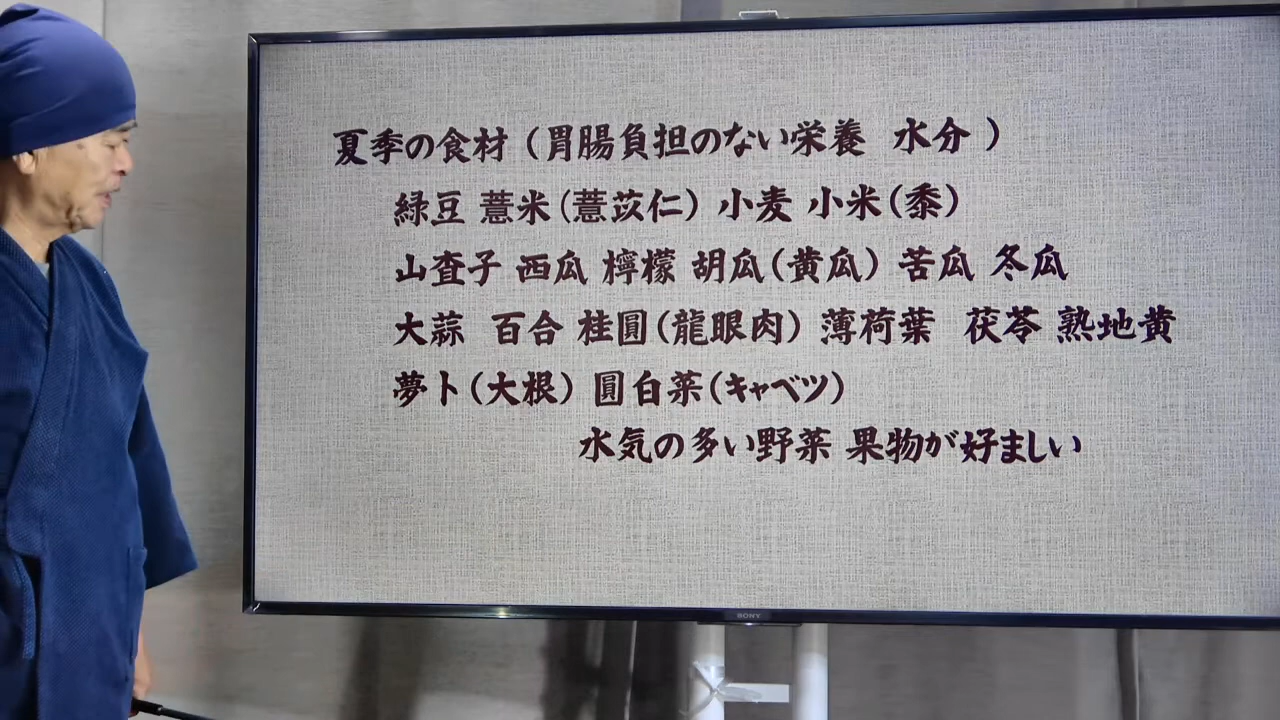 夏季の食材（胃腸負担のない栄養 水分）
緑豆 薏米（薏苡仁） 小麦 小米（黍）
山査子 西瓜 檸檬 胡瓜（黄瓜） 苦瓜 冬瓜
大蒜 百合 桂圓（龍眼肉） 薄荷葉 茯苓 熟地黄
夢卜（大根） 圓白菜（キャベツ）
水気の多い野菜 果物が好ましい
SONY